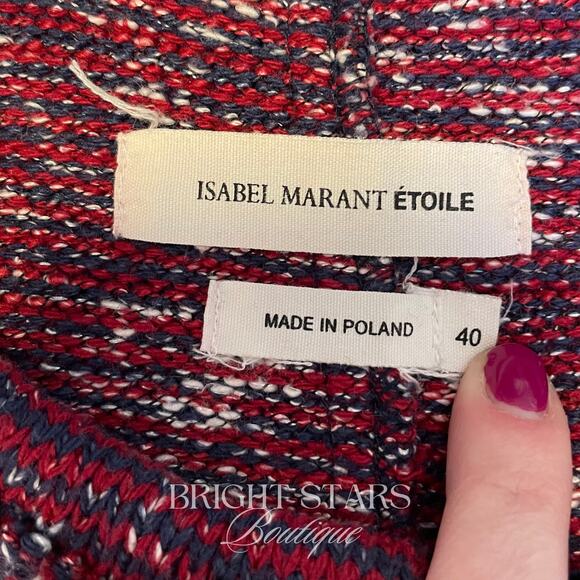 ISABEL MARANT ÉTOILE
MADE IN POLAND 40
BRIGHT STARS
Boutique